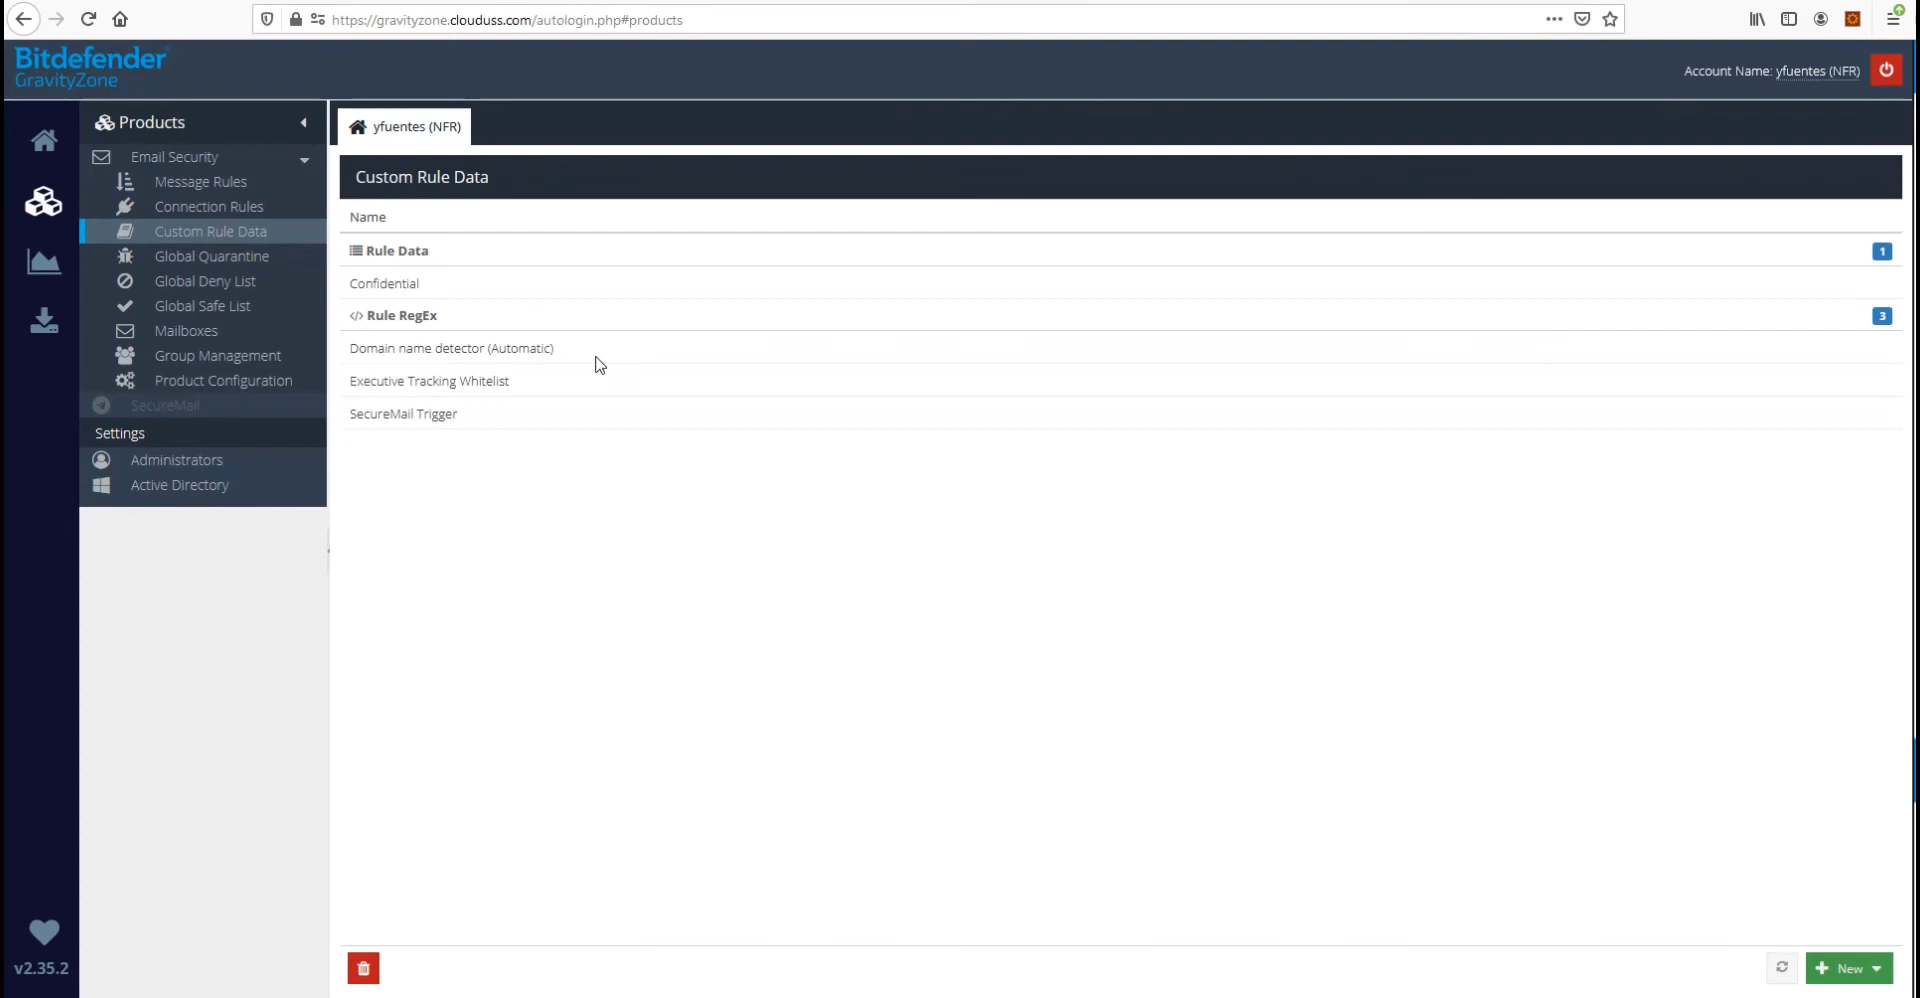 https://gravityzone.clouduss.com/autologin.php#products
Bitdefender
GravityZone
Account Name: yfuentes (NFR)
Products
yfuentes (NFR)
Email Security
Message Rules
Connection Rules
Custom Rule Data
Global Quarantine
Global Deny List
Global Safe List
Mailboxes
Group Management
Product Configuration
SecureMail
Settings
Administrators
Active Directory
v2.35.2
Custom Rule Data
Name
Rule Data 1
Confidential
Rule RegEx 3
Domain name detector (Automatic)
Executive Tracking Whitelist
SecureMail Trigger
New